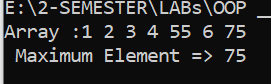 E:\2-SEMESTER\LABs\OOP _
Array :1 2 3 4 55 6 75
 Maximum Element => 75